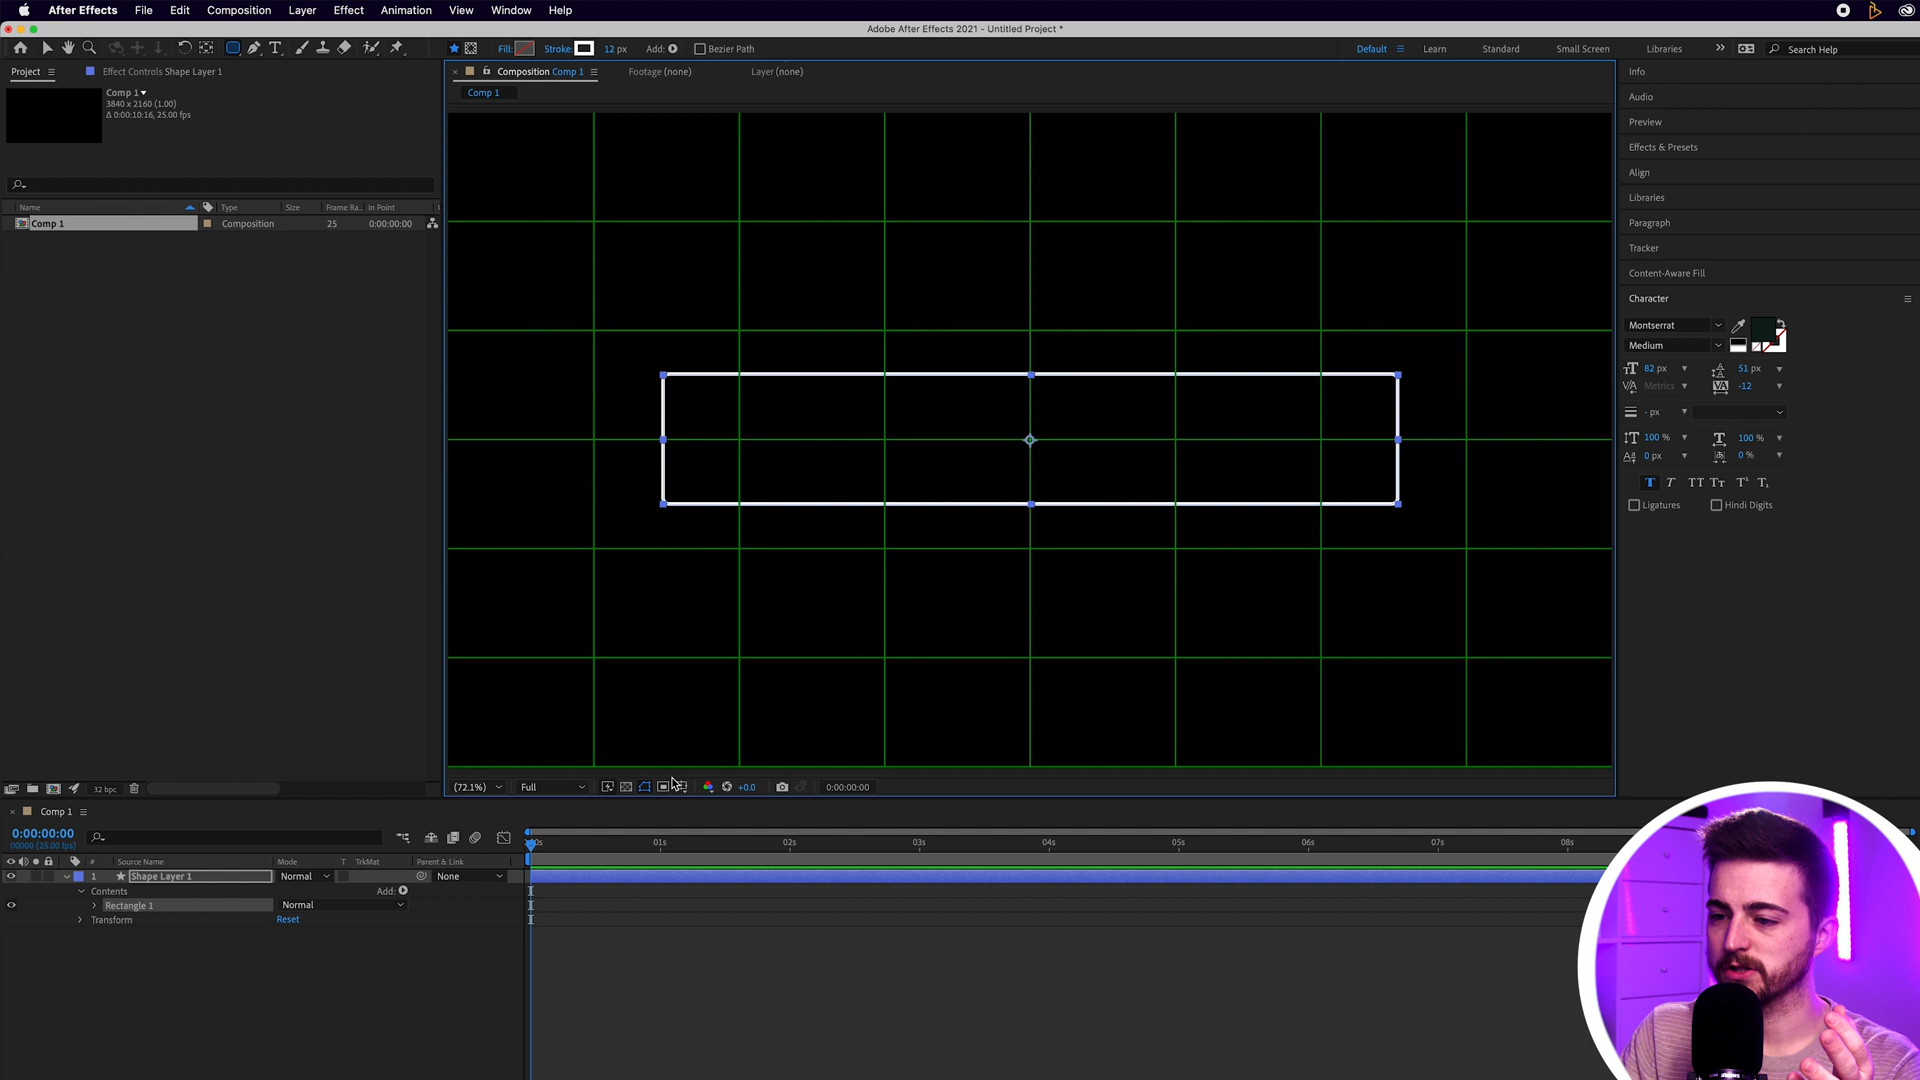 After Effects File Edit Composition Layer Effect Animation View Window Help
Adobe After Effects 2021 - Untitled Project *
Fill: Stroke: 12 px Add: Bezier Path Default Learn Standard Small Screen Libraries Search Help
Project Effect Controls Shape Layer 1
Composition Comp 1 Footage (none) Layer (none)
Comp 1
Comp 1
3840 x 2160 (1.00)
Δ 0:00:10:16, 25.00 fps
Name Type Size Frame Ra... In Point
Comp 1 Composition 25 0:00:00:00
Info
Audio
Preview
Effects & Presets
Align
Libraries
Paragraph
Tracker
Content-Aware Fill
Character
Montserrat
Medium
82 px 51 px
Metrics -12
- px
100 % 100 %
0 px 0 %
T T TT Tt T¹ T₁
Ligatures Hindi Digits
32 bpc
(72.1%) Full +0.0 0:00:00:00
Comp 1
0:00:00:00
00000 (25.00 fps)
01s 02s 03s 04s 05s 06s 07s 08s
# Source Name Mode T TrkMat Parent & Link
1 Shape Layer 1 Normal None
Contents Add:
Rectangle 1 Normal
Transform Reset